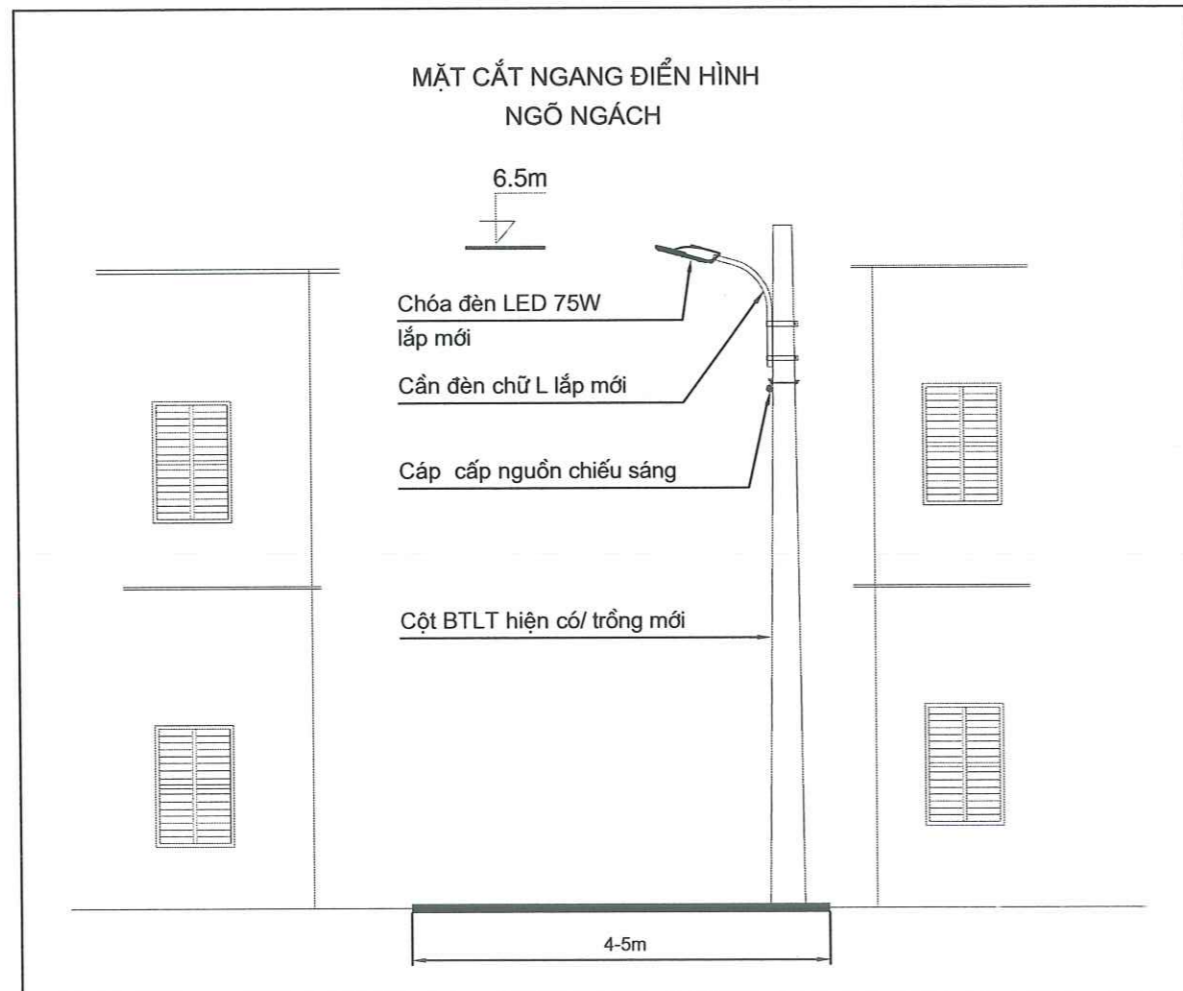 MẶT CẮT NGANG ĐIỂN HÌNH
NGÕ NGÁCH
6.5m
Chóa đèn LED 75W
lắp mới
Cần đèn chữ L lắp mới
Cáp cấp nguồn chiếu sáng
Cột BTLT hiện có/ trồng mới
4-5m